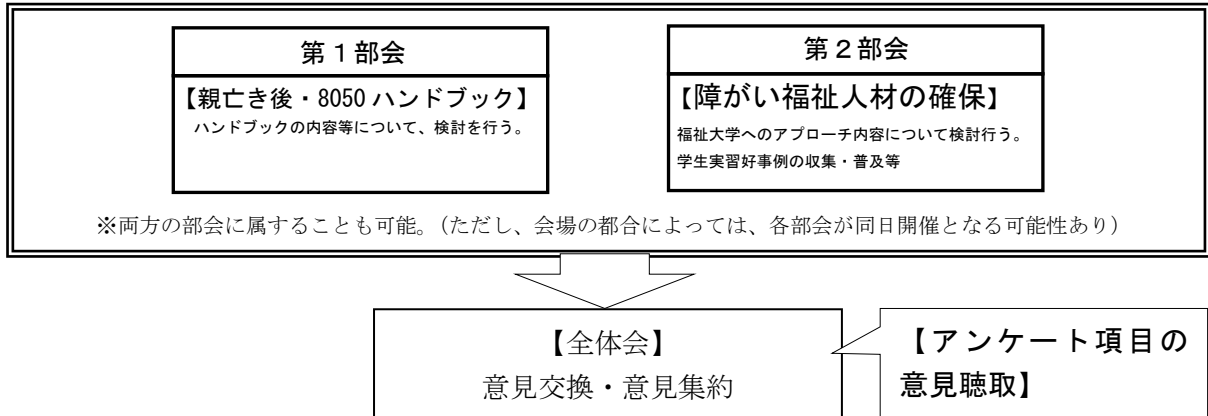 第1部会
【親亡き後・8050ハンドブック】
ハンドブックの内容等について、検討を行う。
第2部会
【障がい福祉人材の確保】
福祉大学へのアプローチ内容について検討行う。
学生実習好事例の収集・普及等
※両方の部会に属することも可能。（ただし、会場の都合によっては、各部会が同日開催となる可能性あり）
【全体会】
意見交換・意見集約
【アンケート項目の
意見聴取】